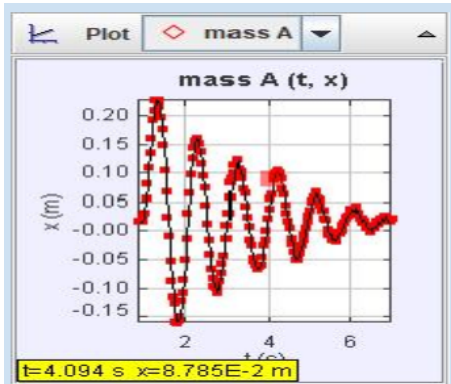 Plot mass A
mass A (t, x)
0.20
0.15
0.10
0.05
-0.00
-0.05
-0.10
-0.15
x (m)
2 4 6
t (s)
t=4.094 s x=8.785E-2 m